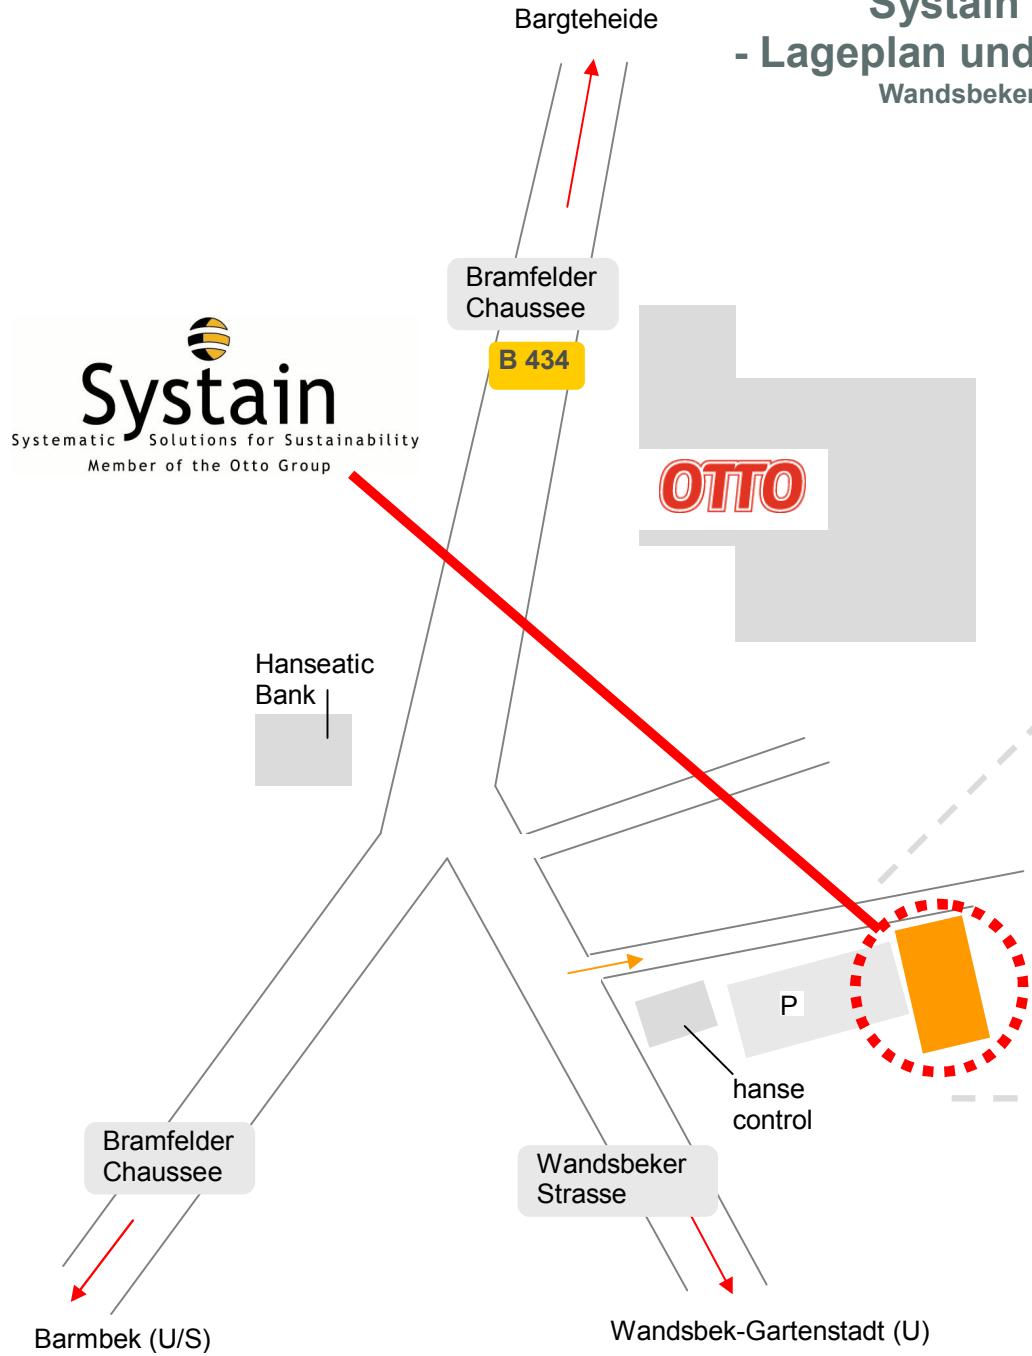 Bargteheide
Systain
- Lageplan und
Wandsbeker
Bramfelder
Chaussee
B 434
Systain
Systematic Solutions for Sustainability
Member of the Otto Group
OTTO
Hanseatic
Bank
P
hanse
control
Bramfelder
Chaussee
Wandsbeker
Strasse
Barmbek (U/S)
Wandsbek-Gartenstadt (U)